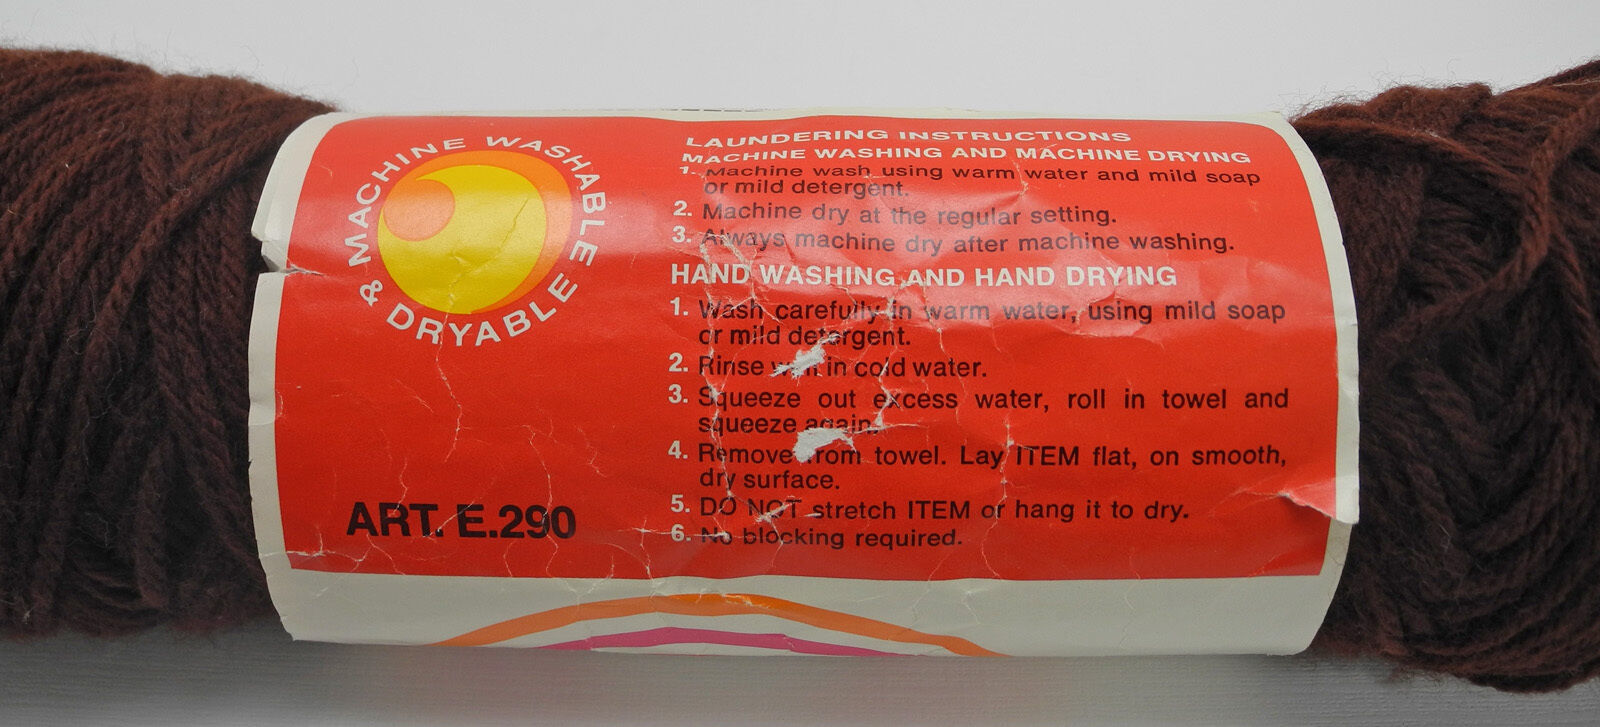 MACHINE WASHABLE
& DRYABLE
ART. E.290
LAUNDERING INSTRUCTIONS
MACHINE WASHING AND MACHINE DRYING
1. Machine wash using warm water and mild soap
or mild detergent.
2. Machine dry at the regular setting.
3. Always machine dry after machine washing.
HAND WASHING AND HAND DRYING
1. Wash carefully in warm water, using mild soap
or mild detergent.
2. Rinse well in cold water.
3. Squeeze out excess water, roll in towel and
squeeze again.
4. Remove from towel. Lay ITEM flat, on smooth,
dry surface.
5. DO NOT stretch ITEM or hang it to dry.
6. No blocking required.